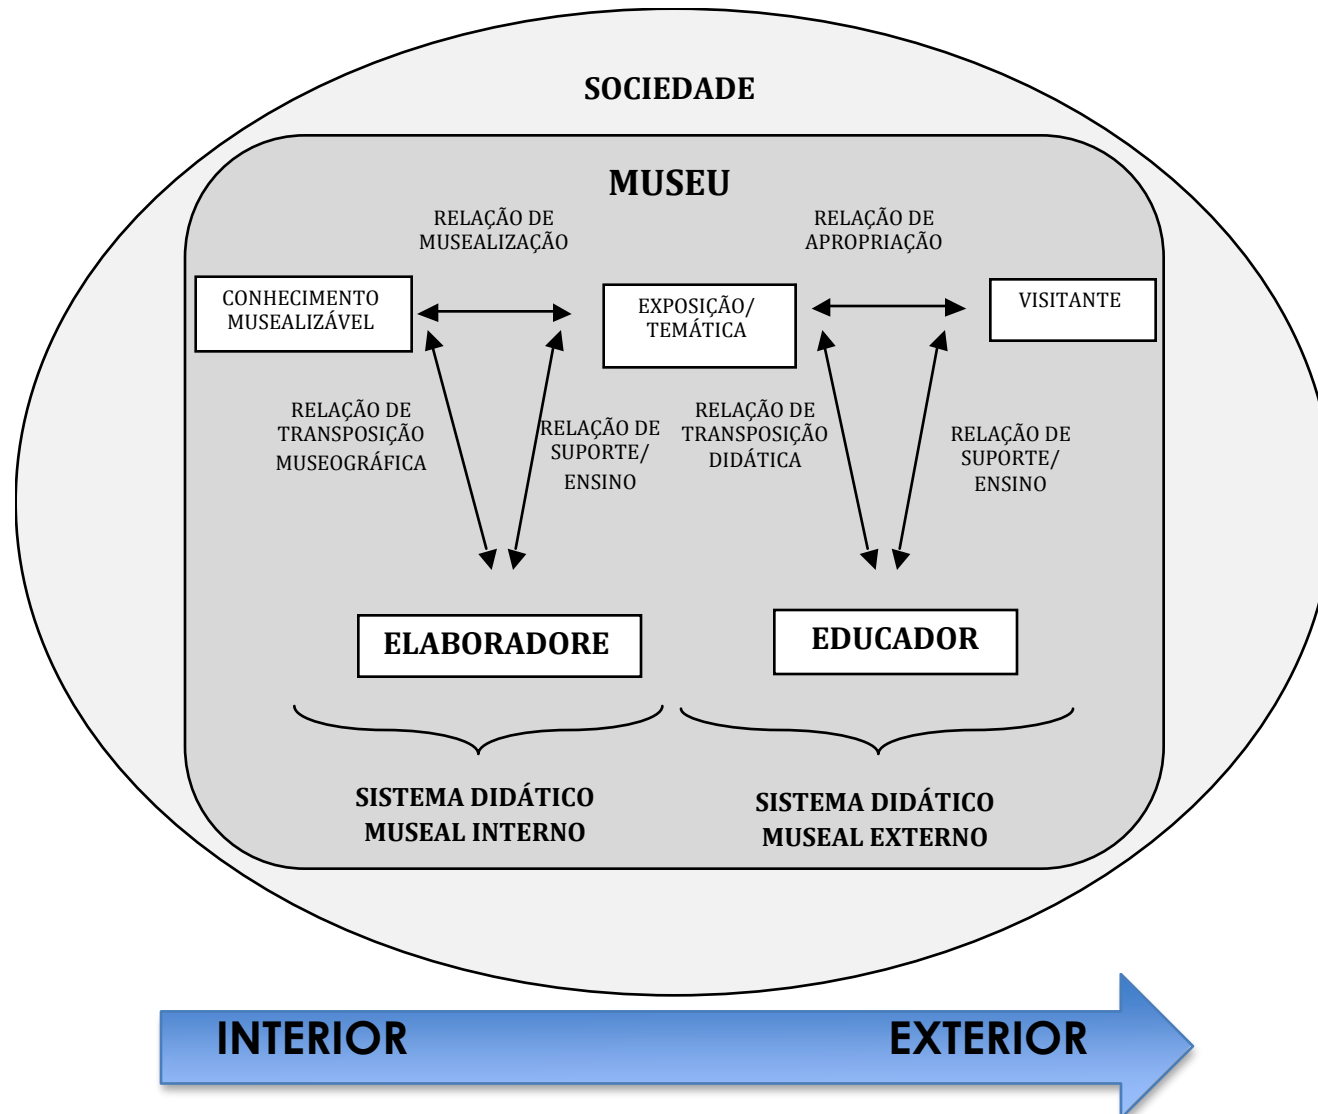 SOCIEDADE
MUSEU
RELAÇÃO DE
MUSEALIZAÇÃO
RELAÇÃO DE
APROPRIAÇÃO
CONHECIMENTO
MUSEALIZÁVEL
EXPOSIÇÃO/
TEMÁTICA
VISITANTE
RELAÇÃO DE
TRANSPOSIÇÃO
MUSEOGRÁFICA
RELAÇÃO DE
SUPORTE/
ENSINO
RELAÇÃO DE
TRANSPOSIÇÃO
DIDÁTICA
RELAÇÃO DE
SUPORTE/
ENSINO
ELABORADORE
EDUCADOR
SISTEMA DIDÁTICO
MUSEAL INTERNO
SISTEMA DIDÁTICO
MUSEAL EXTERNO
INTERIOR
EXTERIOR